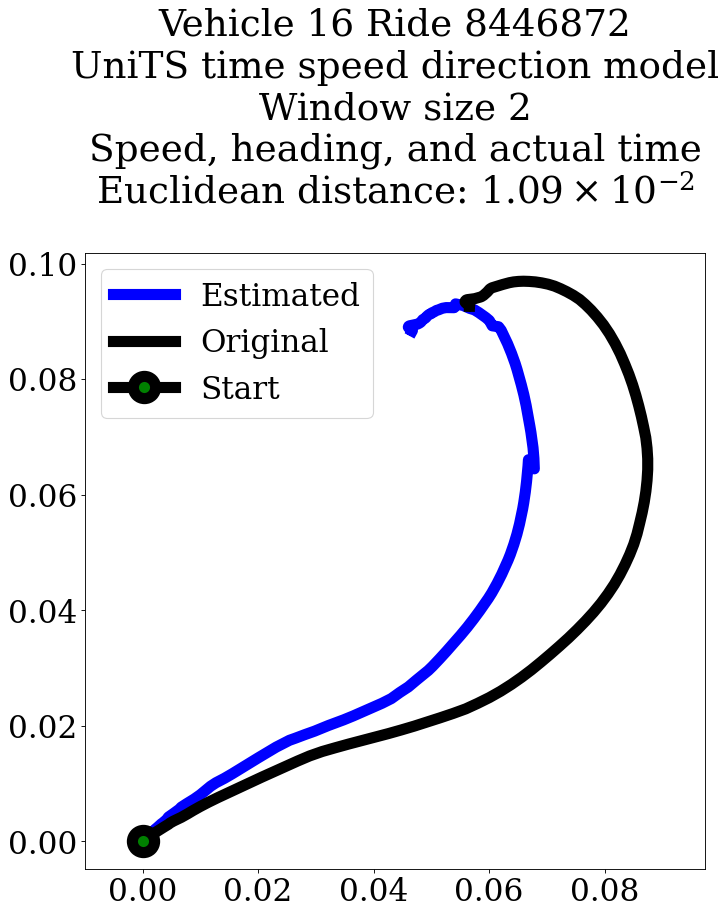 Vehicle 16 Ride 8446872
UniTS time speed direction model
Window size 2
Speed, heading, and actual time
Euclidean distance: 1.09 × 10⁻²
0.10
0.08
0.06
0.04
0.02
0.00
Estimated
Original
Start
0.00 0.02 0.04 0.06 0.08